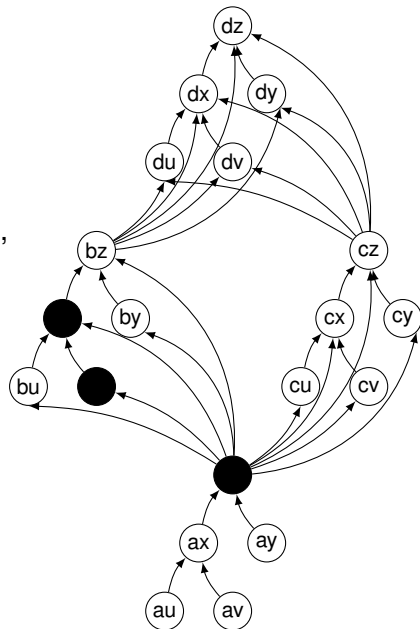 dz
dx dy
du dv
,
bz cz
by cx cy
bu cu cv
ax ay
au av